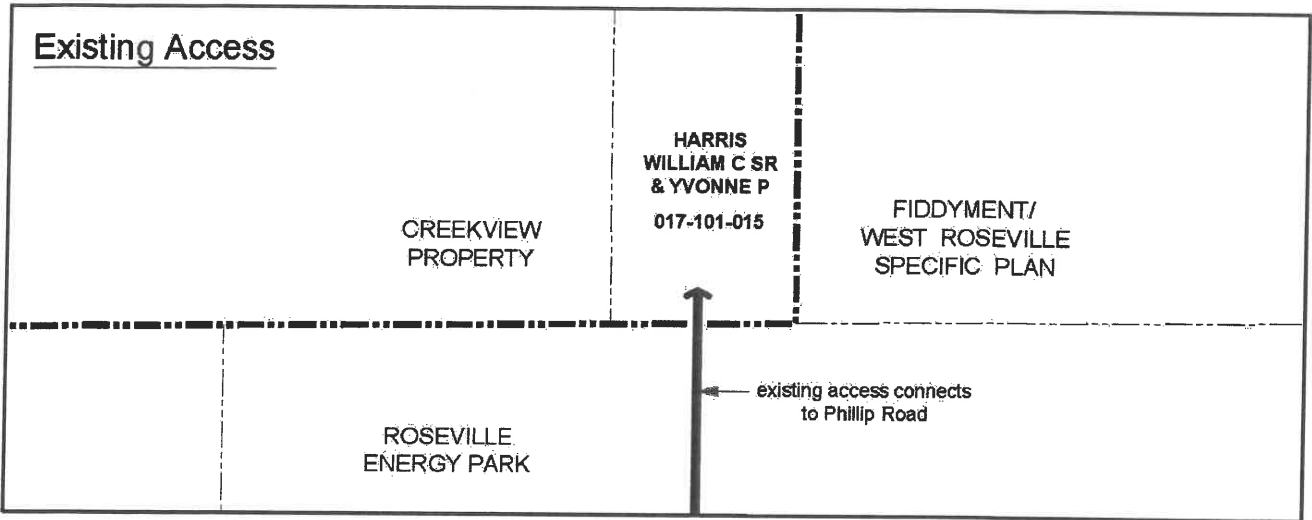 Existing Access
HARRIS
WILLIAM C SR
& YVONNE P
017-101-015
CREEKVIEW
PROPERTY
FIDDYMENT/
WEST ROSEVILLE
SPECIFIC PLAN
existing access connects
to Phillip Road
ROSEVILLE
ENERGY PARK